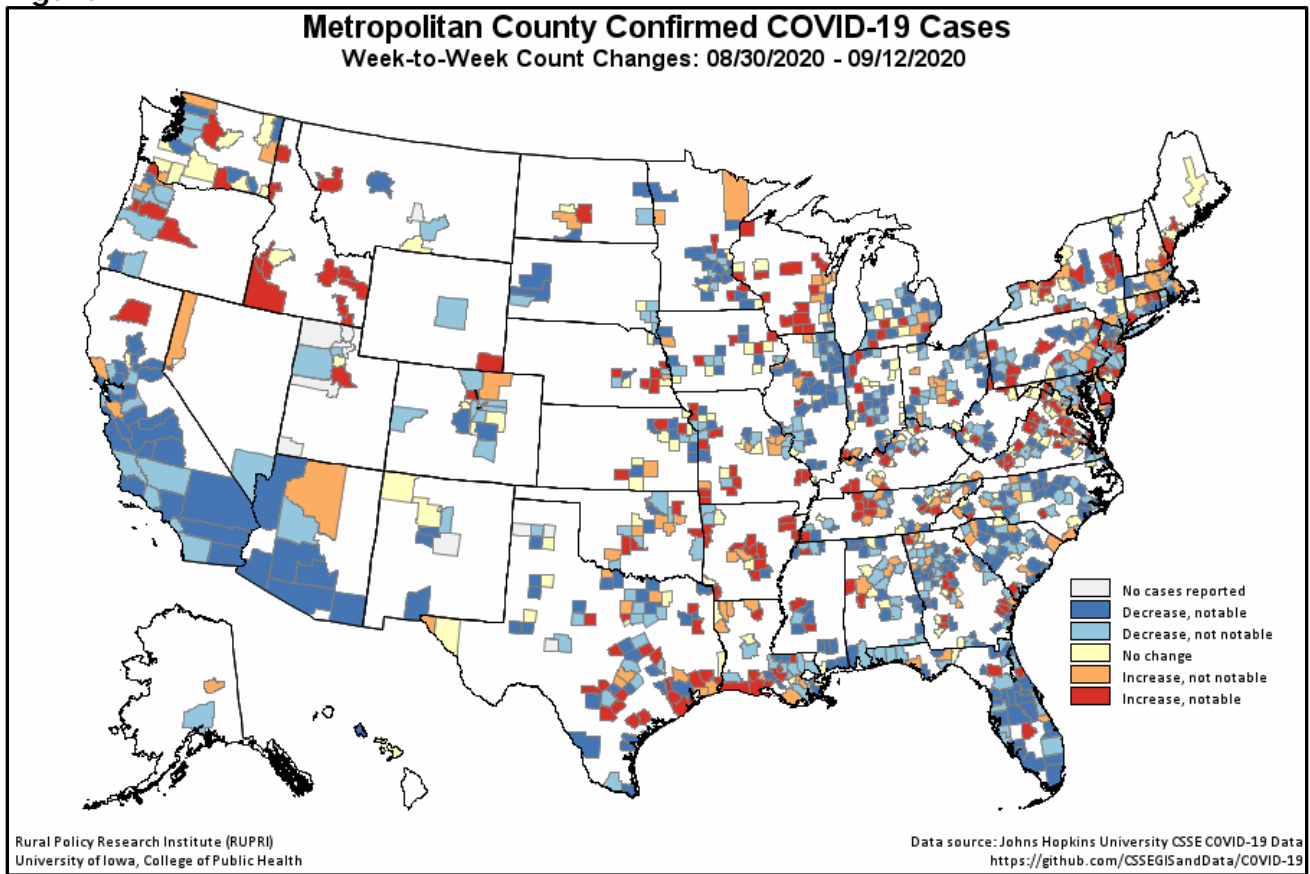 Metropolitan County Confirmed COVID-19 Cases
Week-to-Week Count Changes: 08/30/2020 - 09/12/2020
No cases reported
Decrease, notable
Decrease, not notable
No change
Increase, not notable
Increase, notable
Rural Policy Research Institute (RUPRI)
University of Iowa, College of Public Health
Data source: Johns Hopkins University CSSE COVID-19 Data
https://github.com/CSSEGISandData/COVID-19